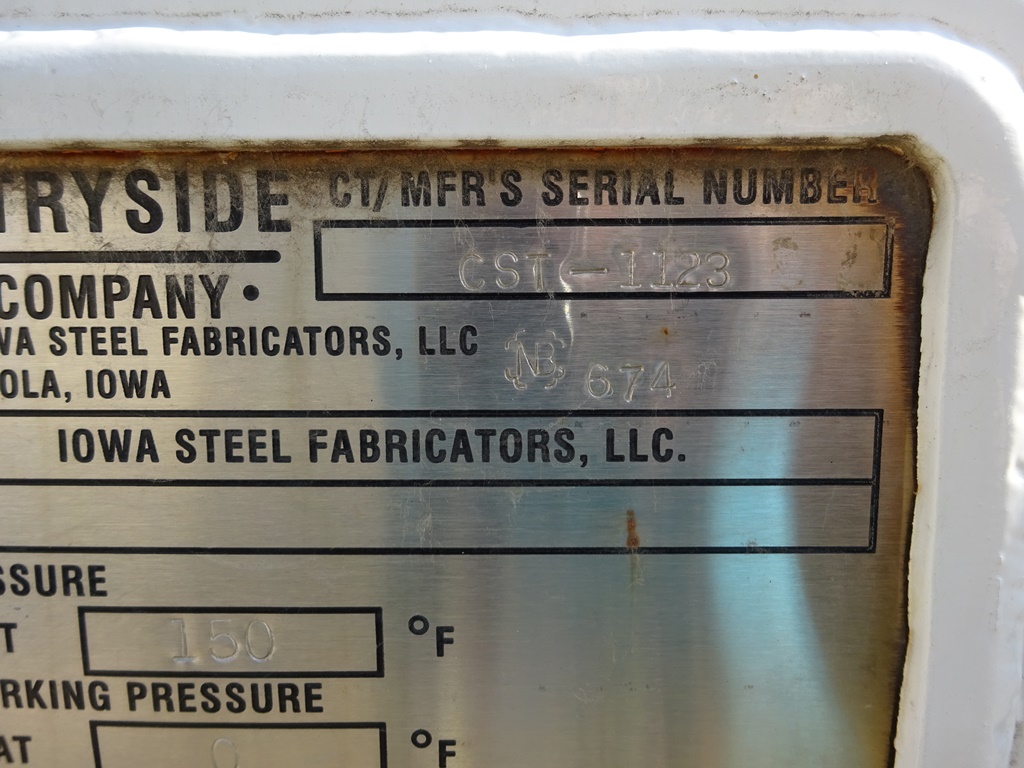 TRYSIDE CT/MFR'S SERIAL NUMBER
CST-1123
COMPANY•
WA STEEL FABRICATORS, LLC
NB 674
OLA, IOWA
IOWA STEEL FABRICATORS, LLC.
SSURE
T 150 °F
RKING PRESSURE
AT 0 °F